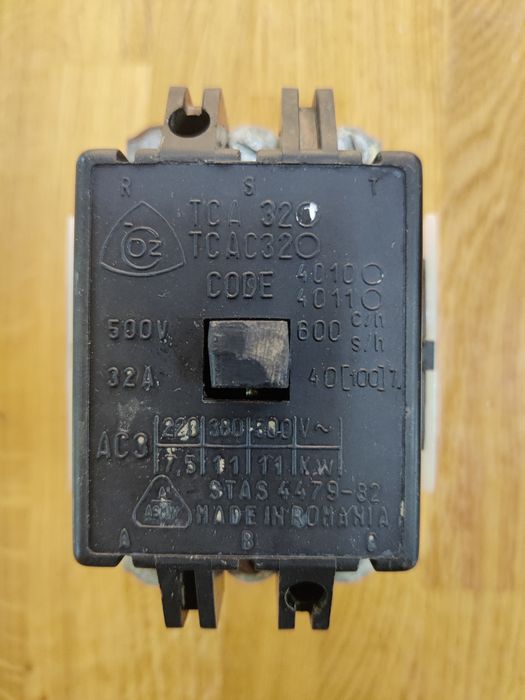 R S T
TCA 32
TCAC32
CODE 4010
4011
500V. 600 c/h
s/h
32A 40[100]%
AC3
220 380 500 V~
7,5 11 11 KW
STAS 4479-82
MADE IN ROMANIA
A B C